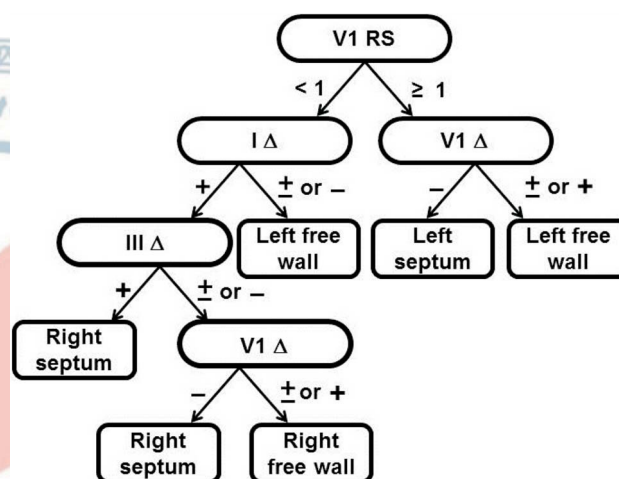 V1 RS
< 1
≥ 1
I Δ
V1 Δ
+
± or –
–
± or +
III Δ
Left free
wall
Left
septum
Left free
wall
+
± or –
Right
septum
V1 Δ
–
± or +
Right
septum
Right
free wall